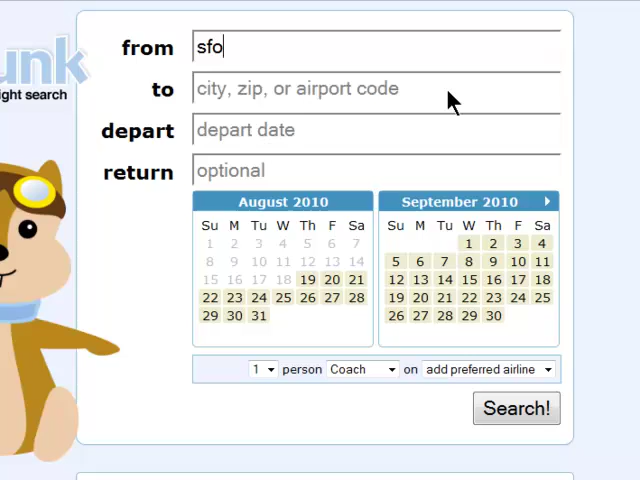 unk
ight search
from sfo
to city, zip, or airport code
depart depart date
return optional
August 2010
Su M Tu W Th F Sa
1 2 3 4 5 6 7
8 9 10 11 12 13 14
15 16 17 18 19 20 21
22 23 24 25 26 27 28
29 30 31
September 2010
Su M Tu W Th F Sa
1 2 3 4
5 6 7 8 9 10 11
12 13 14 15 16 17 18
19 20 21 22 23 24 25
26 27 28 29 30
1 person Coach on add preferred airline
Search!